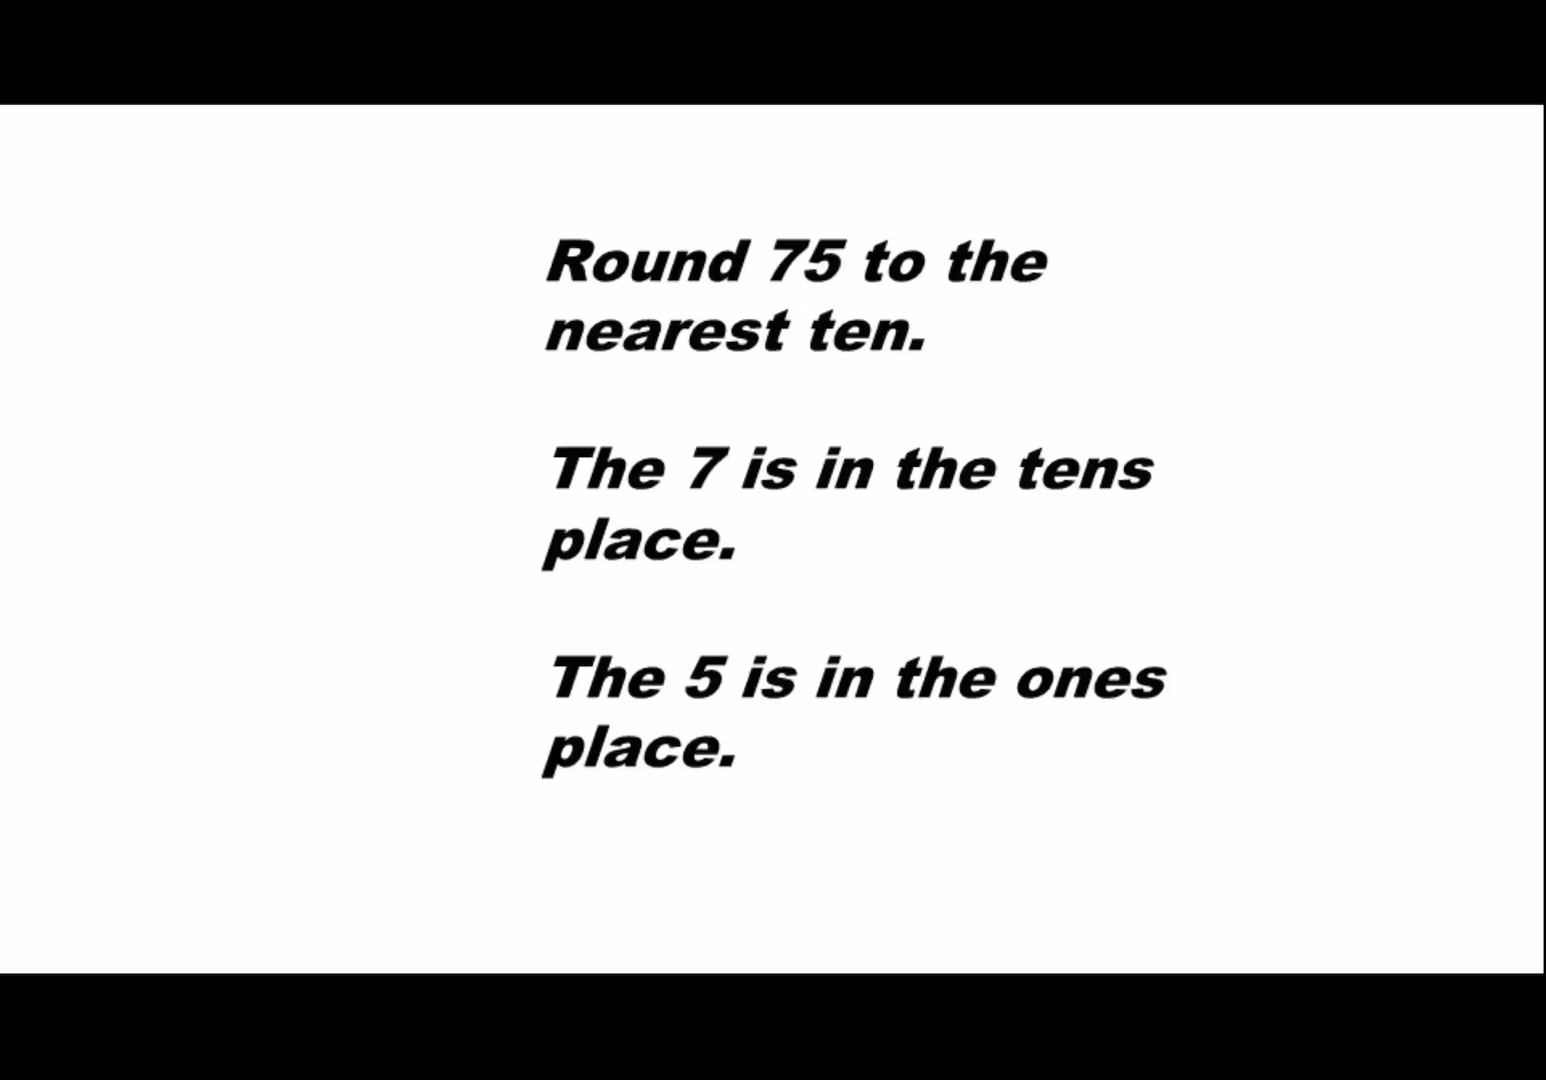 Round 75 to the
nearest ten.
The 7 is in the tens
place.
The 5 is in the ones
place.